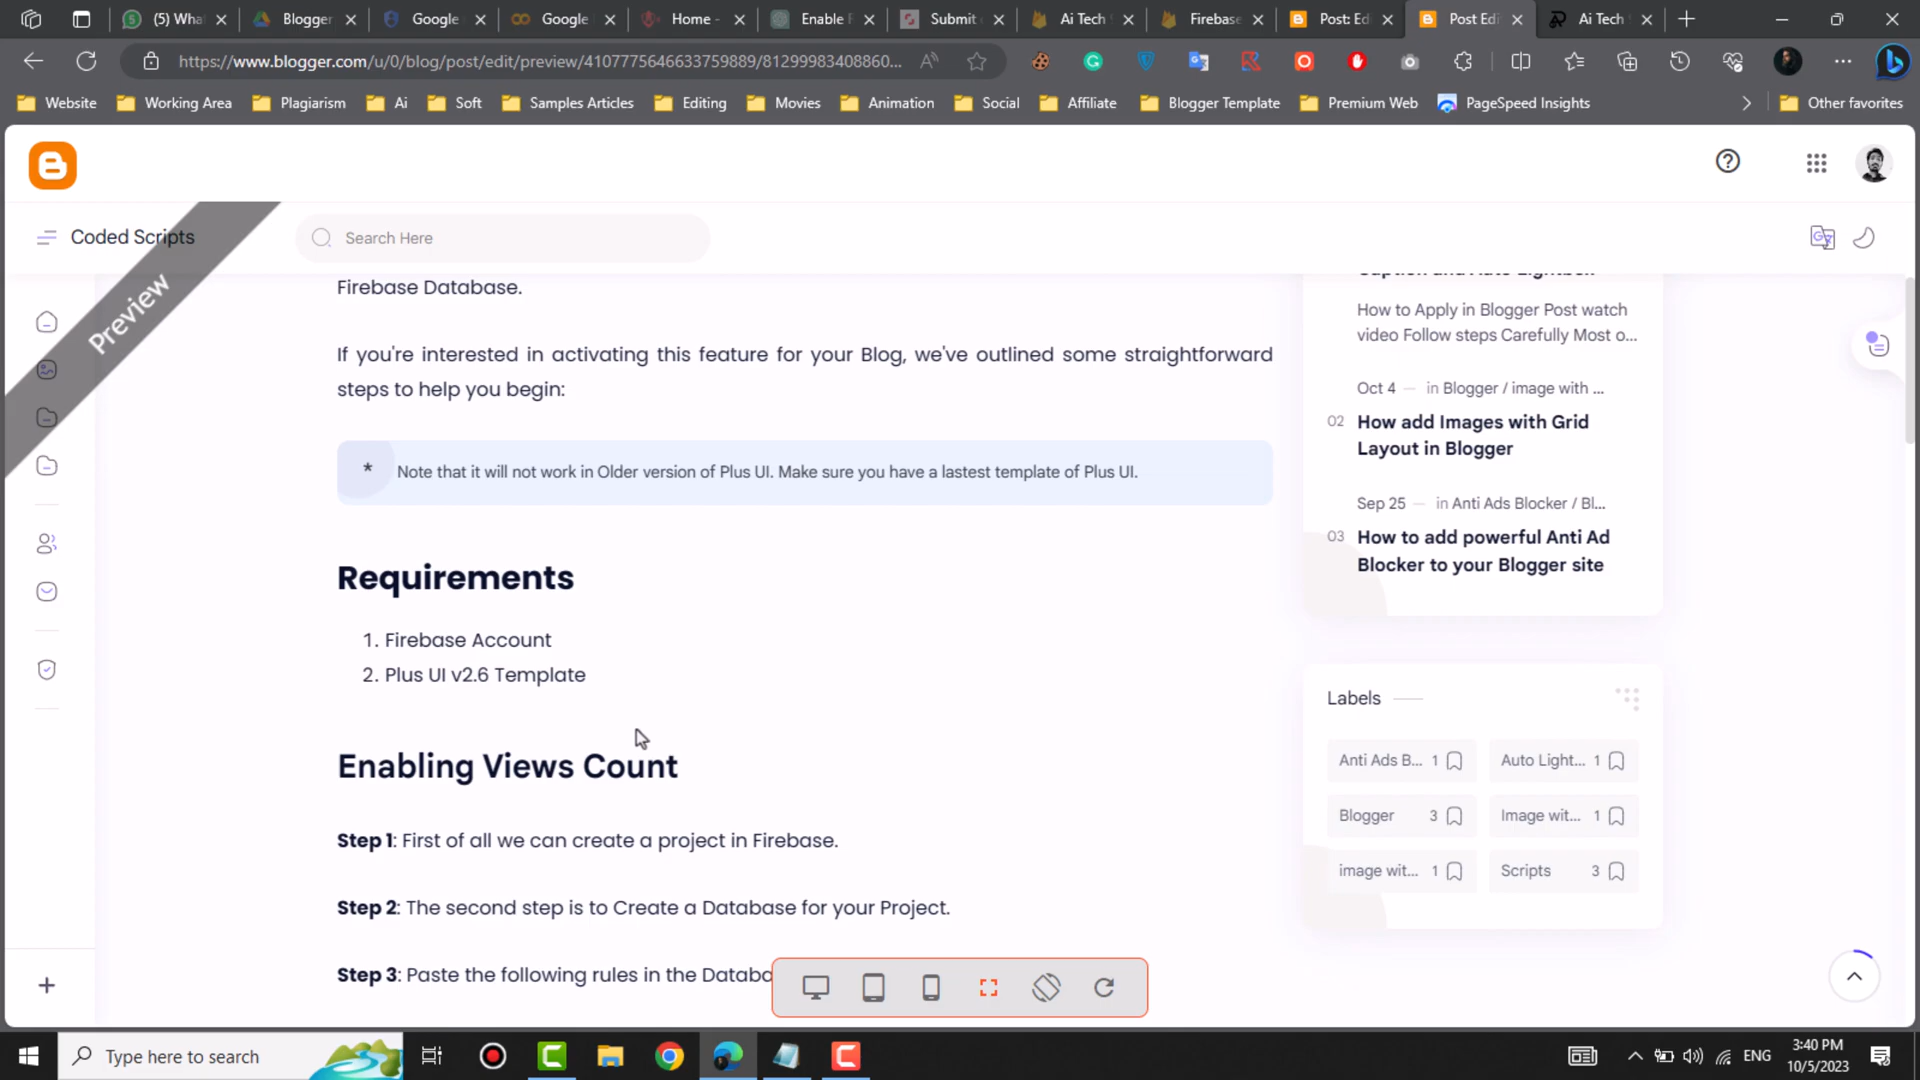 (5) Wha
Blogger
Google
Google
Home -
Enable F
Submit
Ai Tech
Firebase
Post: Ed
Post Edi
Ai Tech
https://www.blogger.com/u/0/blog/post/edit/preview/4107775646633759889/81299983408860...
Website
Working Area
Plagiarism
Ai
Soft
Samples Articles
Editing
Movies
Animation
Social
Affiliate
Blogger Template
Premium Web
PageSpeed Insights
Other favorites
Preview
Coded Scripts
Search Here
Firebase Database.
If you're interested in activating this feature for your Blog, we've outlined some straightforward
steps to help you begin:
* Note that it will not work in Older version of Plus UI. Make sure you have a lastest template of Plus UI.
Requirements
1. Firebase Account
2. Plus UI v2.6 Template
Enabling Views Count
Step 1: First of all we can create a project in Firebase.
Step 2: The second step is to Create a Database for your Project.
Step 3: Paste the following rules in the Databa
Caption and Auto Lightbox
How to Apply in Blogger Post watch
video Follow steps Carefully Most o...
Oct 4 — in Blogger / image with ...
02 How add Images with Grid
Layout in Blogger
Sep 25 — in Anti Ads Blocker / Bl...
03 How to add powerful Anti Ad
Blocker to your Blogger site
Labels
Anti Ads B... 1
Auto Light... 1
Blogger 3
Image wit... 1
image wit... 1
Scripts 3
Type here to search
ENG
3:40 PM
10/5/2023